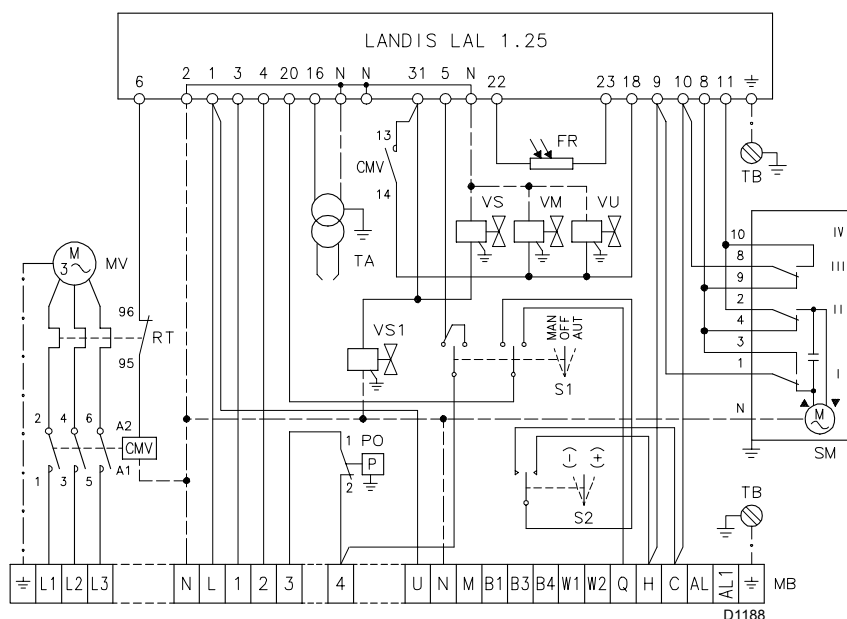 LANDIS LAL 1.25
6 2 1 3 4 20 16 N N 31 5 N 22 23 18 9 10 8 11
13
CMV
14
FR
TB
VS VM VU
TA
10 IV
8 III
9
2 II
4
3
1 I
N
M
SM
M
3
MV
96
RT
95
VS1
MAN
OFF
AUT
S1
2 4 6 A2
CMV
1 3 5 A1
1 PO
P
2
(-) (+)
S2
TB
L1 L2 L3 N L 1 2 3 4 U N M B1 B3 B4 W1 W2 Q H C AL AL1 MB
D1188